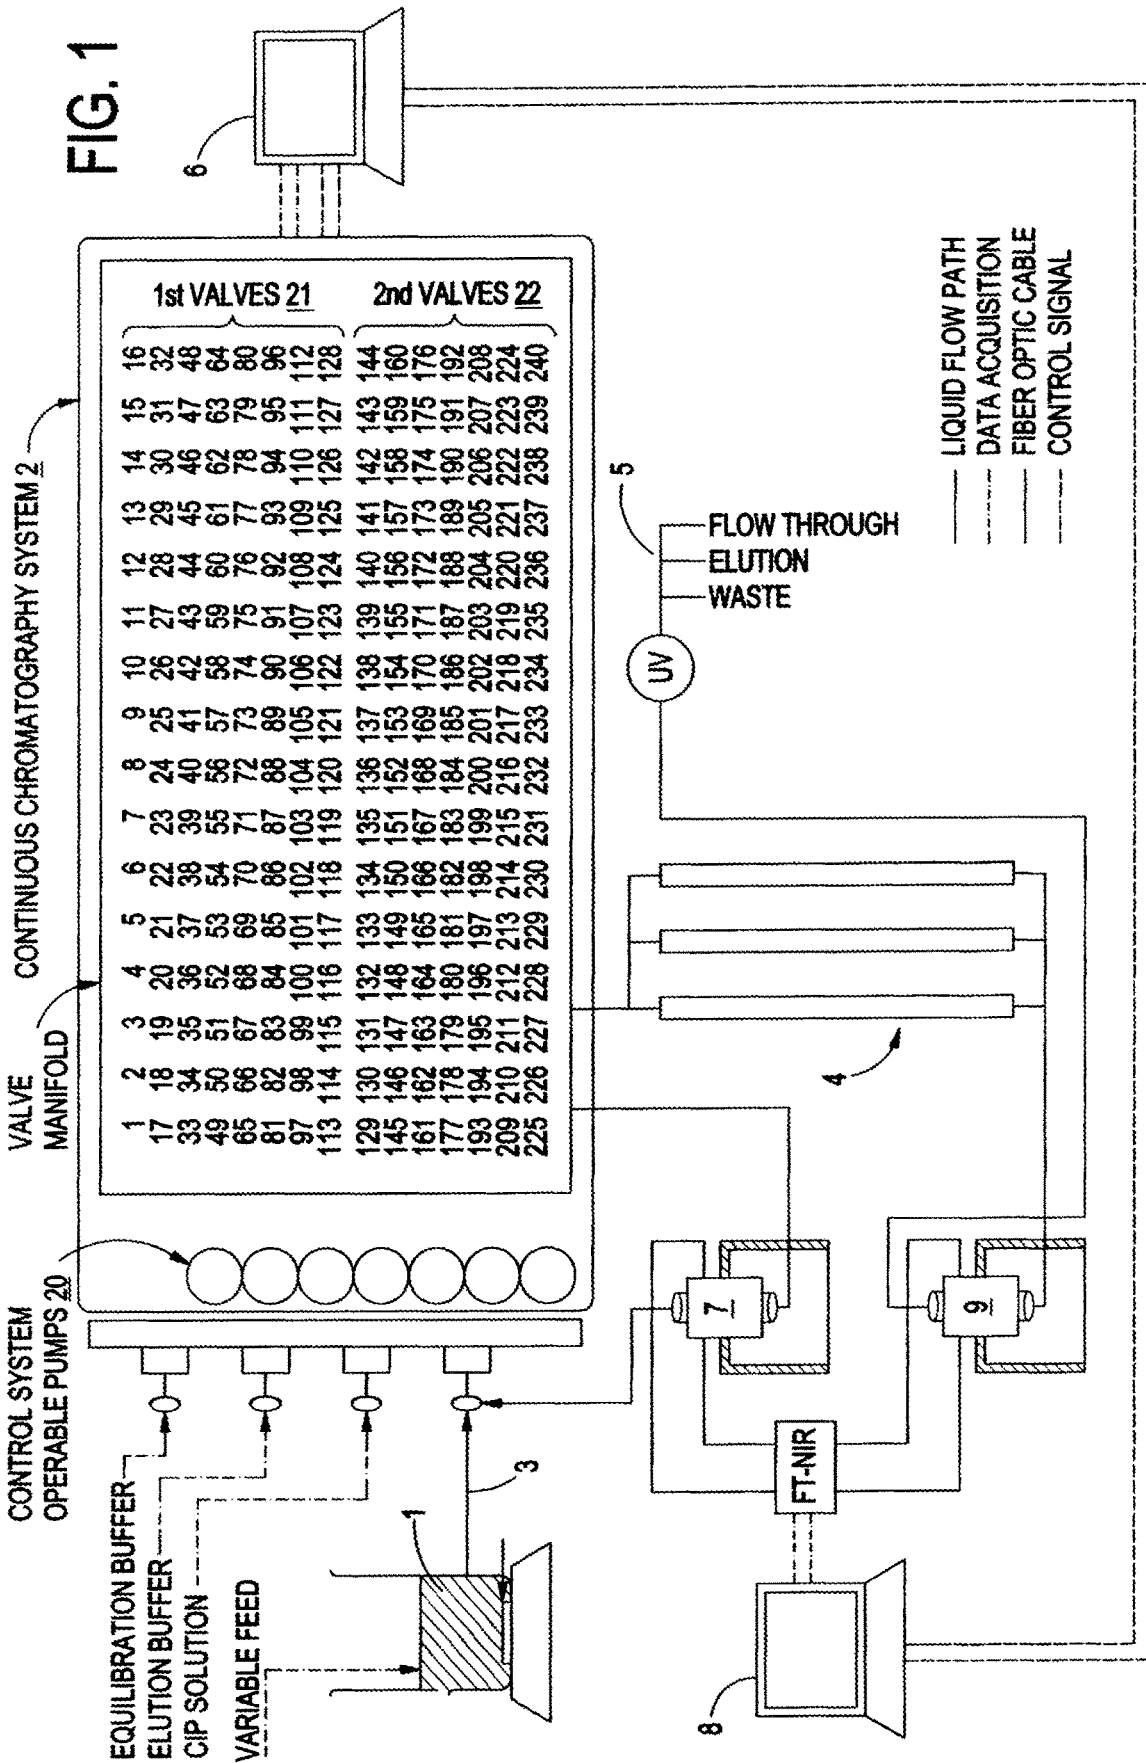 FIG. 1
CONTINUOUS CHROMATOGRAPHY SYSTEM 2
VALVE
MANIFOLD
CONTROL SYSTEM
OPERABLE PUMPS 20
6
1 2 3 4 5 6 7 8 9 10 11 12 13 14 15 16
17 18 19 20 21 22 23 24 25 26 27 28 29 30 31 32
33 34 35 36 37 38 39 40 41 42 43 44 45 46 47 48
49 50 51 52 53 54 55 56 57 58 59 60 61 62 63 64
65 66 67 68 69 70 71 72 73 74 75 76 77 78 79 80
81 82 83 84 85 86 87 88 89 90 91 92 93 94 95 96
97 98 99 100 101 102 103 104 105 106 107 108 109 110 111 112
113 114 115 116 117 118 119 120 121 122 123 124 125 126 127 128
1st VALVES 21
129 130 131 132 133 134 135 136 137 138 139 140 141 142 143 144
145 146 147 148 149 150 151 152 153 154 155 156 157 158 159 160
161 162 163 164 165 166 167 168 169 170 171 172 173 174 175 176
177 178 179 180 181 182 183 184 185 186 187 188 189 190 191 192
193 194 195 196 197 198 199 200 201 202 203 204 205 206 207 208
209 210 211 212 213 214 215 216 217 218 219 220 221 222 223 224
225 226 227 228 229 230 231 232 233 234 235 236 237 238 239 240
2nd VALVES 22
EQUILIBRATION BUFFER
ELUTION BUFFER
CIP SOLUTION
VARIABLE FEED
1
3
4
5
UV
FLOW THROUGH
ELUTION
WASTE
7
9
FT-NIR
8
LIQUID FLOW PATH
DATA ACQUISITION
FIBER OPTIC CABLE
CONTROL SIGNAL